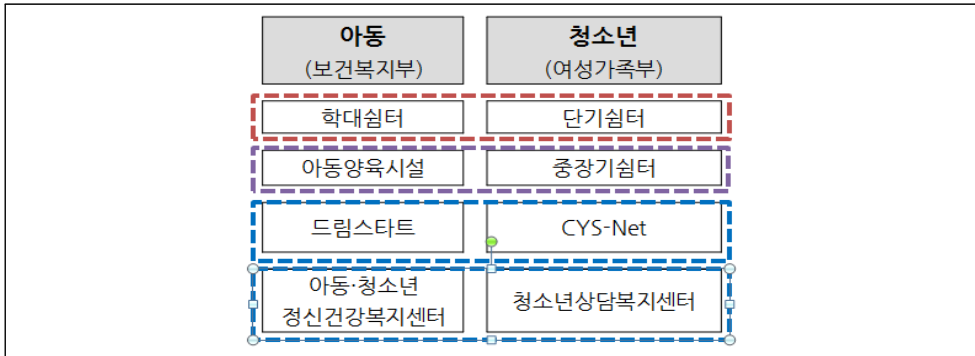 아동 청소년
(보건복지부) (여성가족부)
학대쉼터 단기쉼터
아동양육시설 중장기쉼터
드림스타트 CYS-Net
아동·청소년
정신건강복지센터 청소년상담복지센터